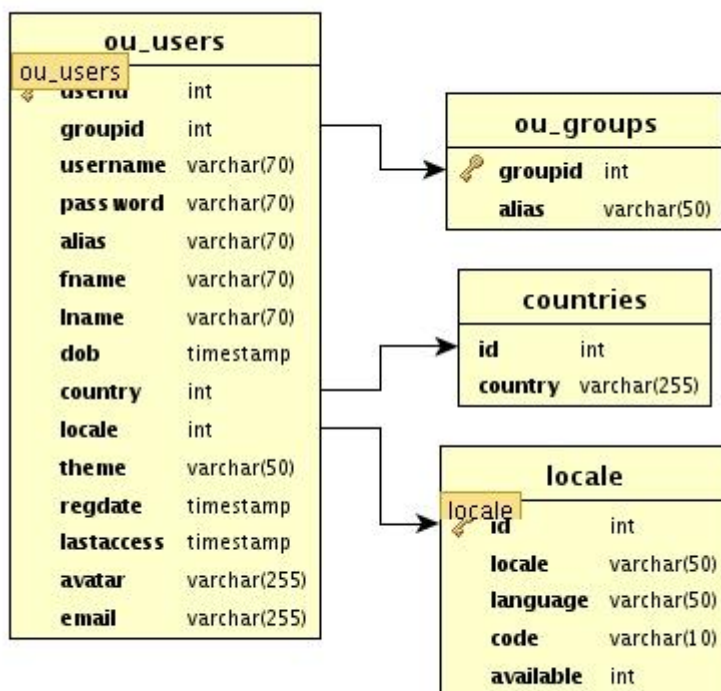 ou_users
ou_users
userid int
groupid int
username varchar(70)
password varchar(70)
alias varchar(70)
fname varchar(70)
lname varchar(70)
dob timestamp
country int
locale int
theme varchar(50)
regdate timestamp
lastaccess timestamp
avatar varchar(255)
email varchar(255)
ou_groups
groupid int
alias varchar(50)
countries
id int
country varchar(255)
locale
locale
id int
locale varchar(50)
language varchar(50)
code varchar(10)
available int